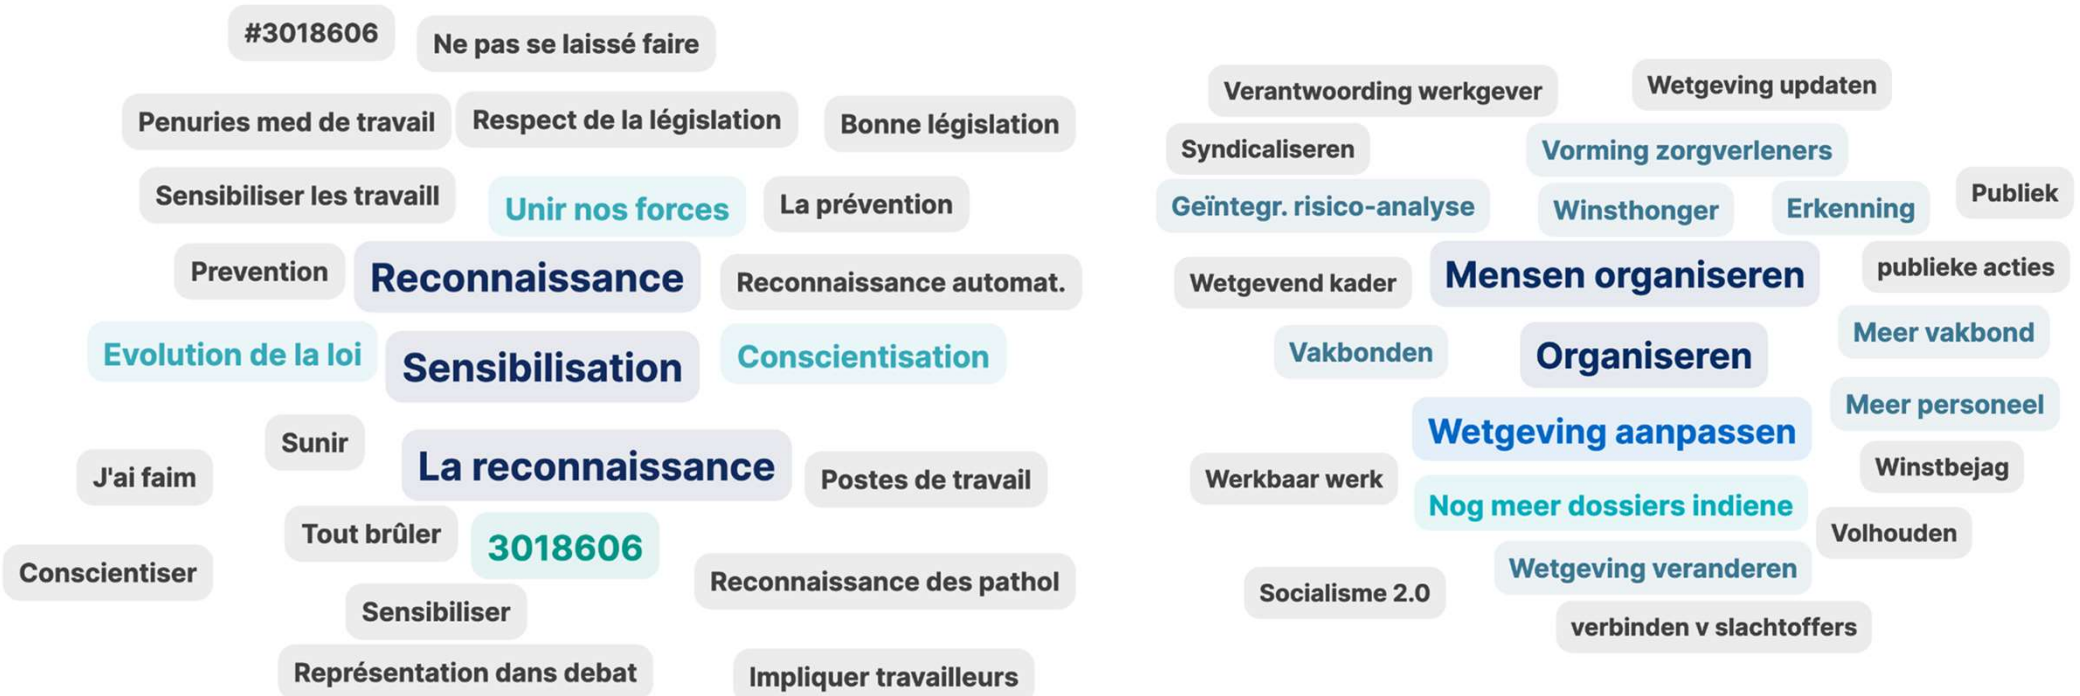 #3018606
Ne pas se laissé faire
Penuries med de travail
Respect de la législation
Bonne législation
Sensibiliser les travaill
Unir nos forces
La prévention
Prevention
Reconnaissance
Reconnaissance automat.
Evolution de la loi
Sensibilisation
Conscientisation
Sunir
J'ai faim
La reconnaissance
Postes de travail
Tout brûler
3018606
Conscientiser
Reconnaissance des pathol
Sensibiliser
Représentation dans debat
Impliquer travailleurs
Verantwoording werkgever
Wetgeving updaten
Syndicaliseren
Vorming zorgverleners
Geïntegr. risico-analyse
Winsthonger
Erkenning
Publiek
Wetgevend kader
Mensen organiseren
publieke acties
Vakbonden
Organiseren
Meer vakbond
Wetgeving aanpassen
Meer personeel
Werkbaar werk
Winstbejag
Nog meer dossiers indiene
Volhouden
Wetgeving veranderen
Socialisme 2.0
verbinden v slachtoffers